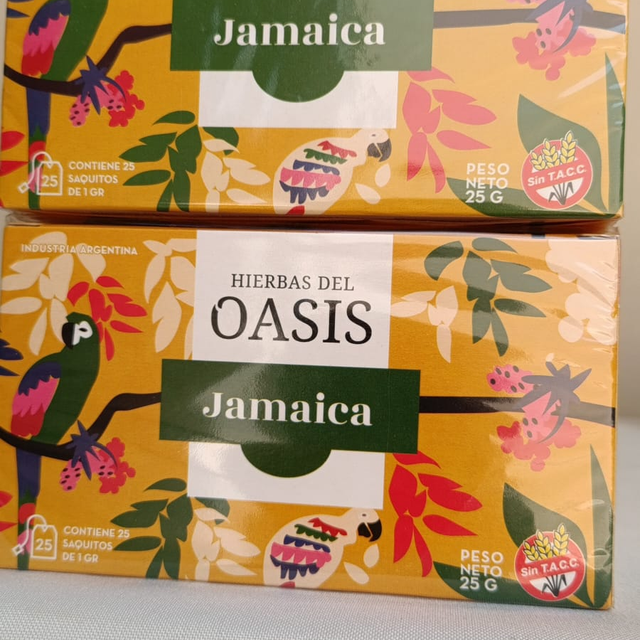 Jamaica
CONTIENE 25
SAQUITOS
DE 1 GR
25
PESO
NETO
25 G
Sin T.A.C.C.
INDUSTRIA ARGENTINA
HIERBAS DEL
OASIS
Jamaica
CONTIENE 25
SAQUITOS
DE 1 GR
25
PESO
NETO
25 G
Sin T.A.C.C.